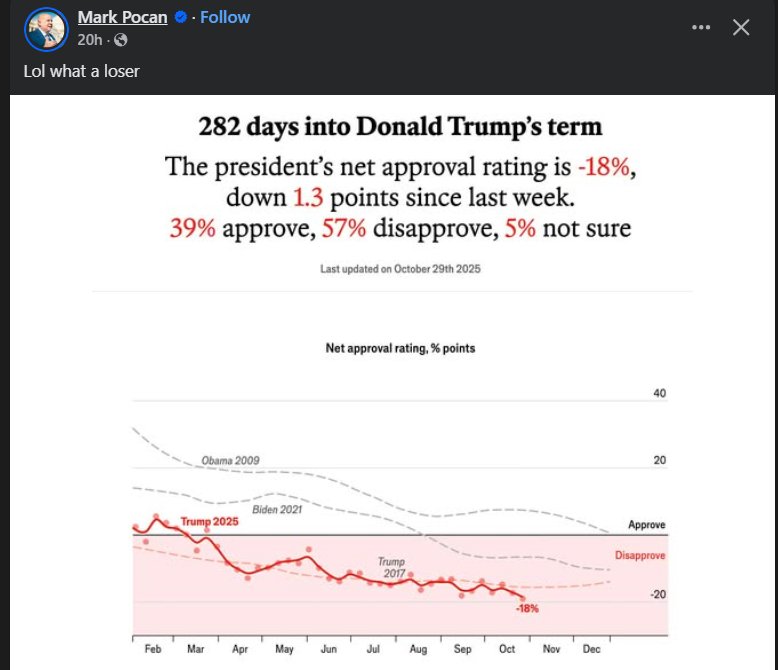 Mark Pocan · Follow
20h ·
Lol what a loser
282 days into Donald Trump's term
The president's net approval rating is -18%,
down 1.3 points since last week.
39% approve, 57% disapprove, 5% not sure
Last updated on October 29th 2025
Net approval rating, % points
40
Obama 2009
20
Biden 2021
Trump 2025
Approve
Disapprove
Trump
2017
-20
-18%
Feb Mar Apr May Jun Jul Aug Sep Oct Nov Dec